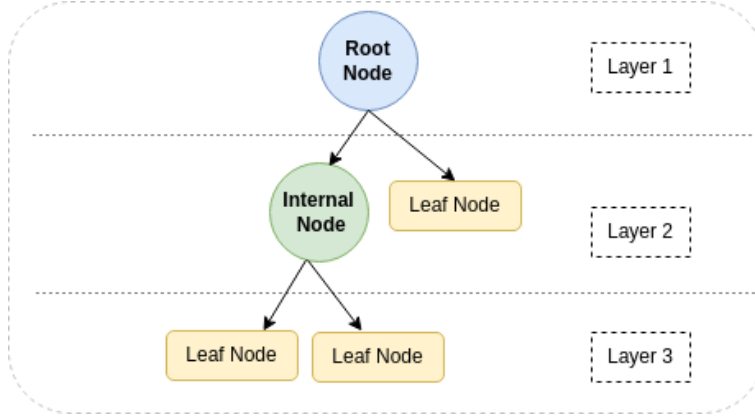 Root
Node
Layer 1
Internal
Node
Leaf Node
Layer 2
Leaf Node
Leaf Node
Layer 3